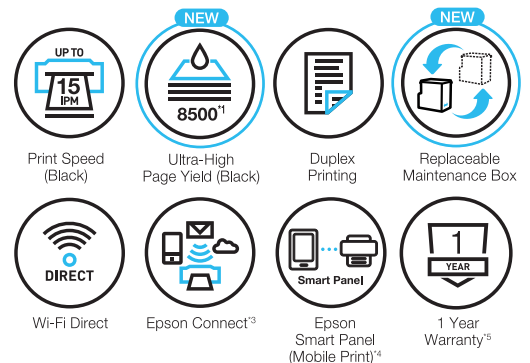 NEW
UP TO
15
IPM
Print Speed
(Black)
8500*1
Ultra-High
Page Yield (Black)
Duplex
Printing
NEW
Replaceable
Maintenance Box
DIRECT
Wi-Fi Direct
Epson Connect*3
Smart Panel
Epson
Smart Panel
(Mobile Print)*4
1
YEAR
1 Year
Warranty*5